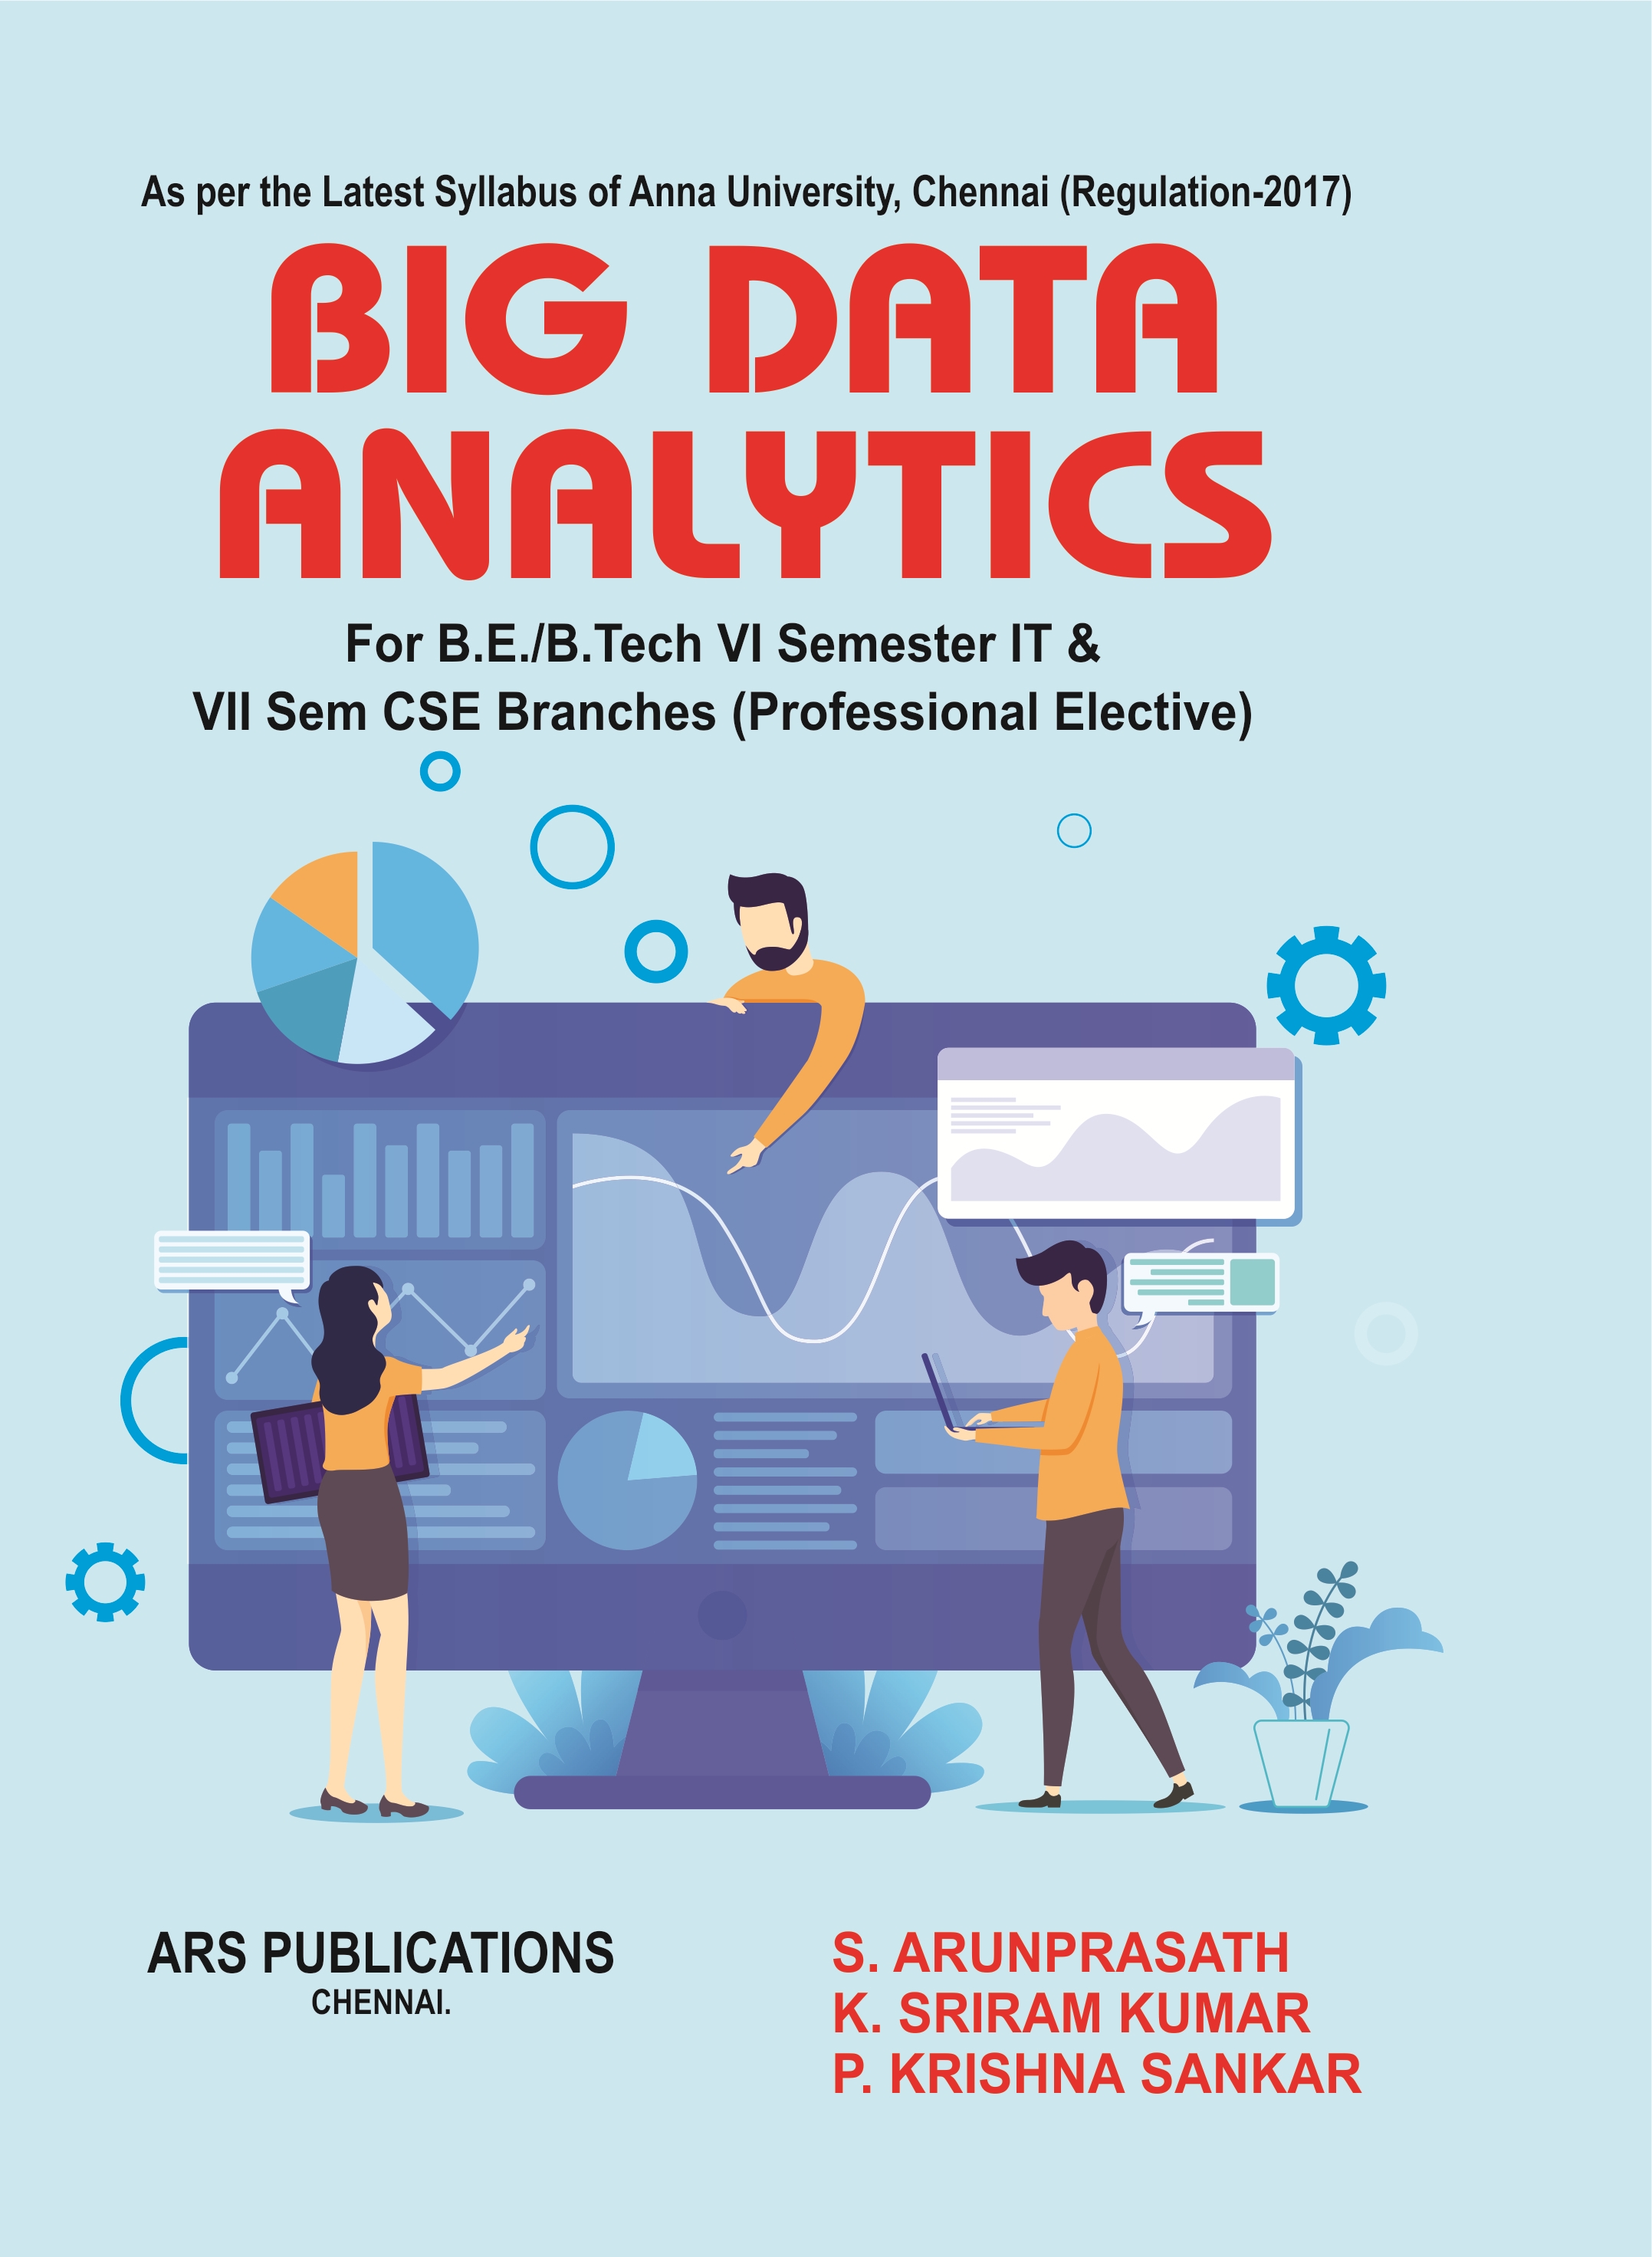 As per the Latest Syllabus of Anna University, Chennai (Regulation-2017)
BIG DATA
ANALYTICS
For B.E./B.Tech VI Semester IT &
VII Sem CSE Branches (Professional Elective)
ARS PUBLICATIONS
CHENNAI.
S. ARUNPRASATH
K. SRIRAM KUMAR
P. KRISHNA SANKAR